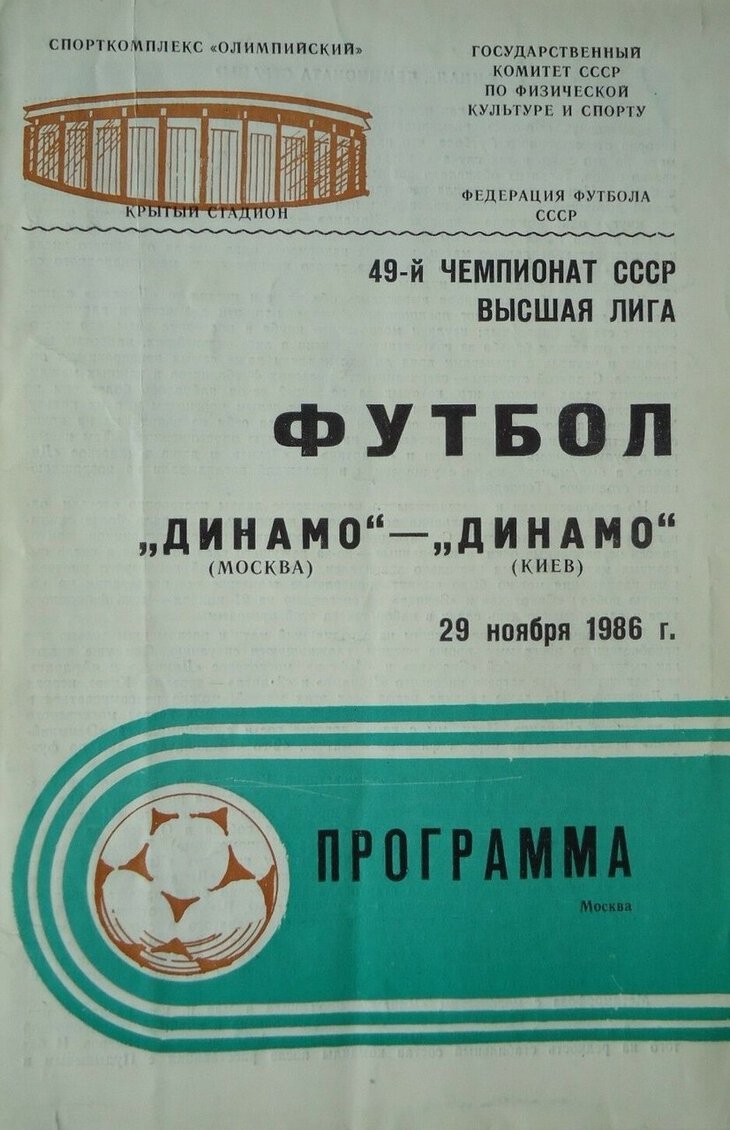 СПОРТКОМПЛЕКС «ОЛИМПИЙСКИЙ»
КРЫТЫЙ СТАДИОН
ГОСУДАРСТВЕННЫЙ
КОМИТЕТ СССР
ПО ФИЗИЧЕСКОЙ
КУЛЬТУРЕ И СПОРТУ
ФЕДЕРАЦИЯ ФУТБОЛА
СССР
49-й ЧЕМПИОНАТ СССР
ВЫСШАЯ ЛИГА
ФУТБОЛ
„ДИНАМО“—„ДИНАМО“
(МОСКВА) (КИЕВ)
29 ноября 1986 г.
ПРОГРАММА
Москва